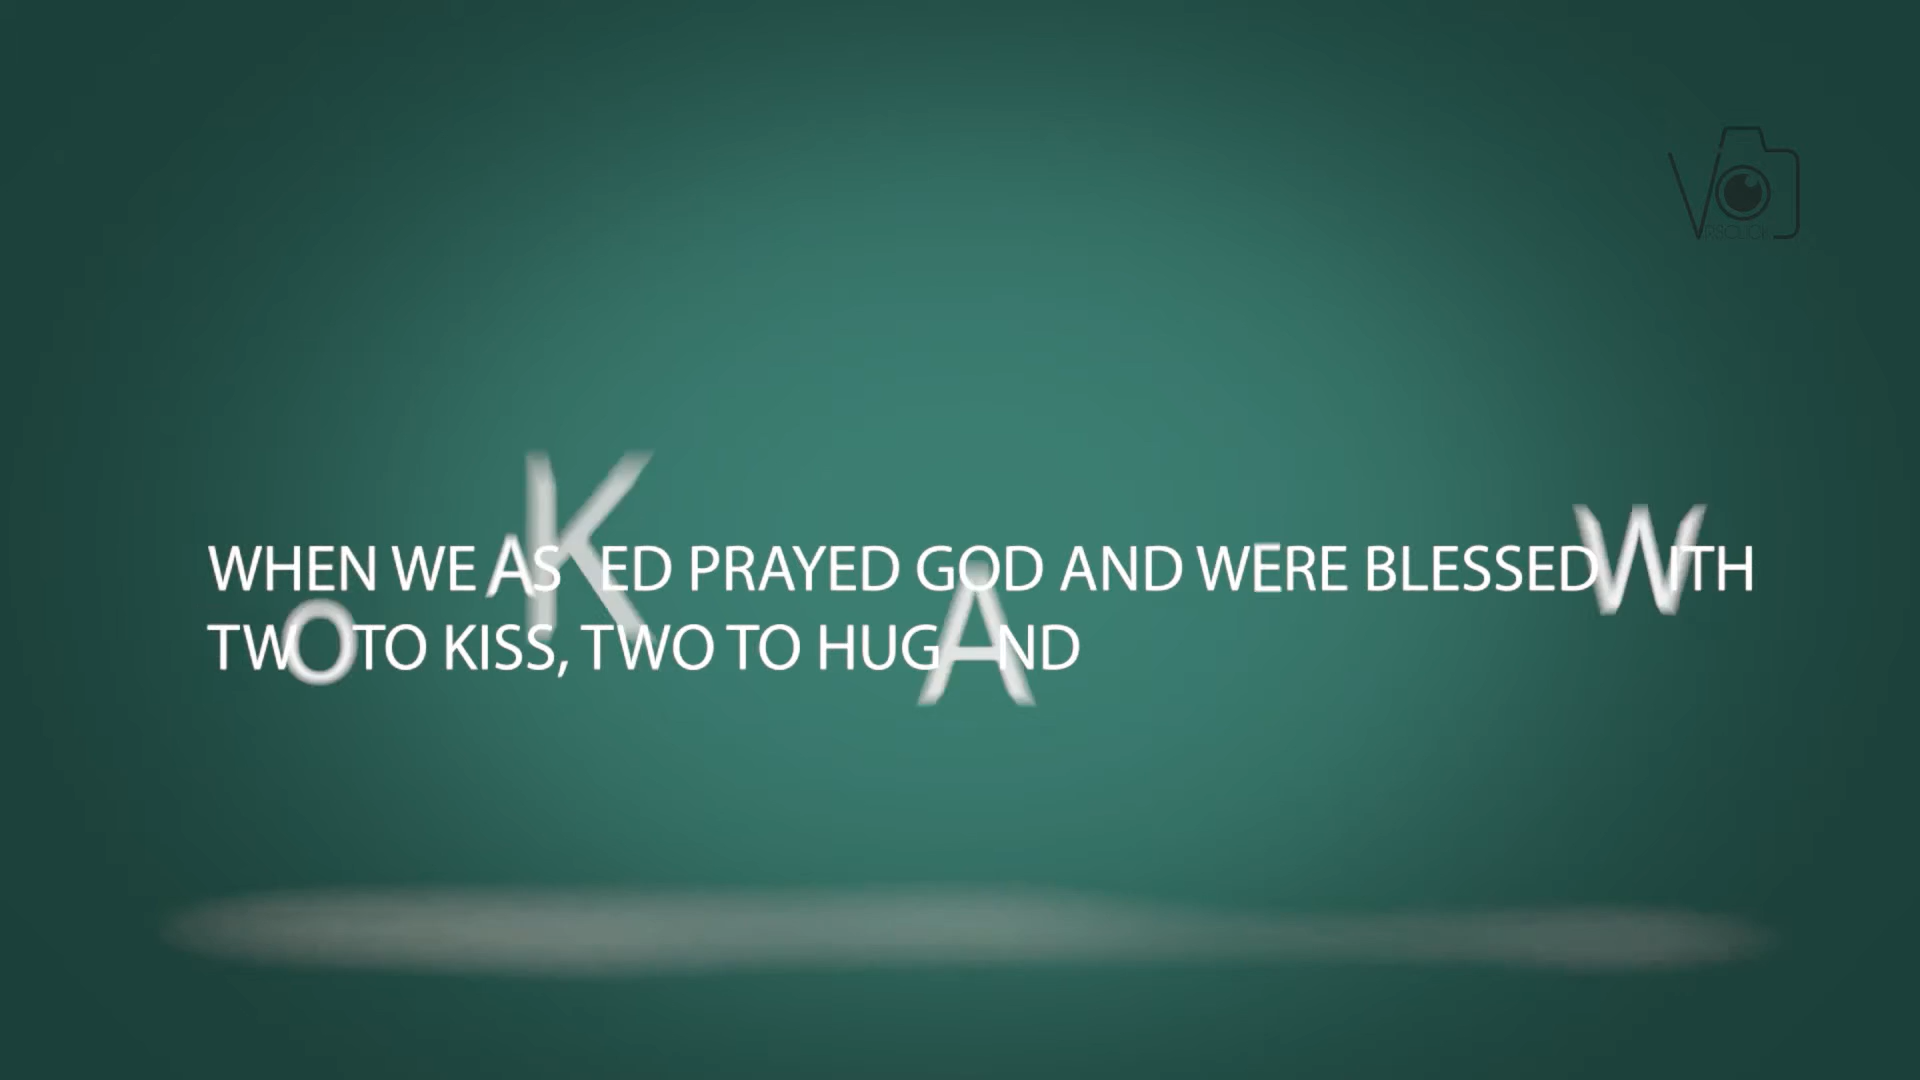 WHEN WE ASKED PRAYED GOD AND WERE BLESSED WITH
TWO TO KISS, TWO TO HUG AND